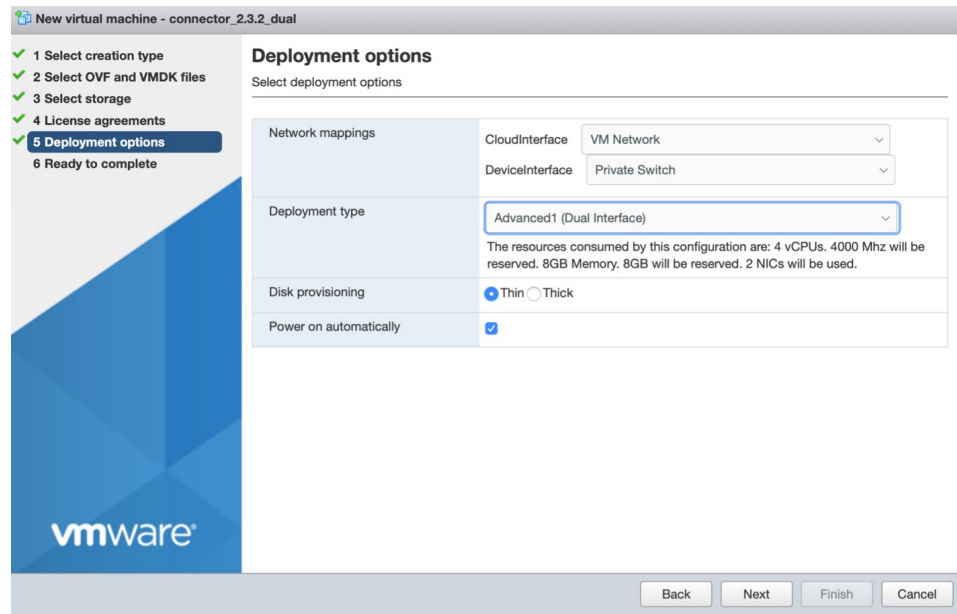 New virtual machine - connector_2.3.2_dual
1 Select creation type
2 Select OVF and VMDK files
3 Select storage
4 License agreements
5 Deployment options
6 Ready to complete
vmware®
Deployment options
Select deployment options
Network mappings
CloudInterface VM Network
DeviceInterface Private Switch
Deployment type
Advanced1 (Dual Interface)
The resources consumed by this configuration are: 4 vCPUs. 4000 Mhz will be
reserved. 8GB Memory. 8GB will be reserved. 2 NICs will be used.
Disk provisioning
Thin Thick
Power on automatically
Back Next Finish Cancel